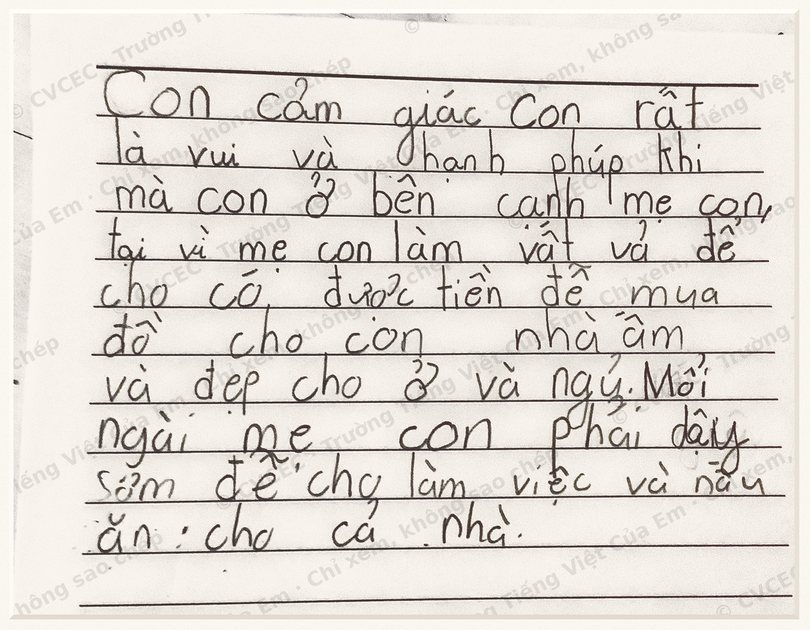 Con cảm giác con rất
là vui và hạnh phúp khi
mà con ở bên cạnh mẹ con,
tại vì mẹ con làm vất vả để
cho có được tiền để mua
đồ cho con nhà ấm
và đẹp cho ở và ngủ. Mỗi
ngài mẹ con phải dậy
sớm để cho làm việc và nấu
ăn cho cả nhà.